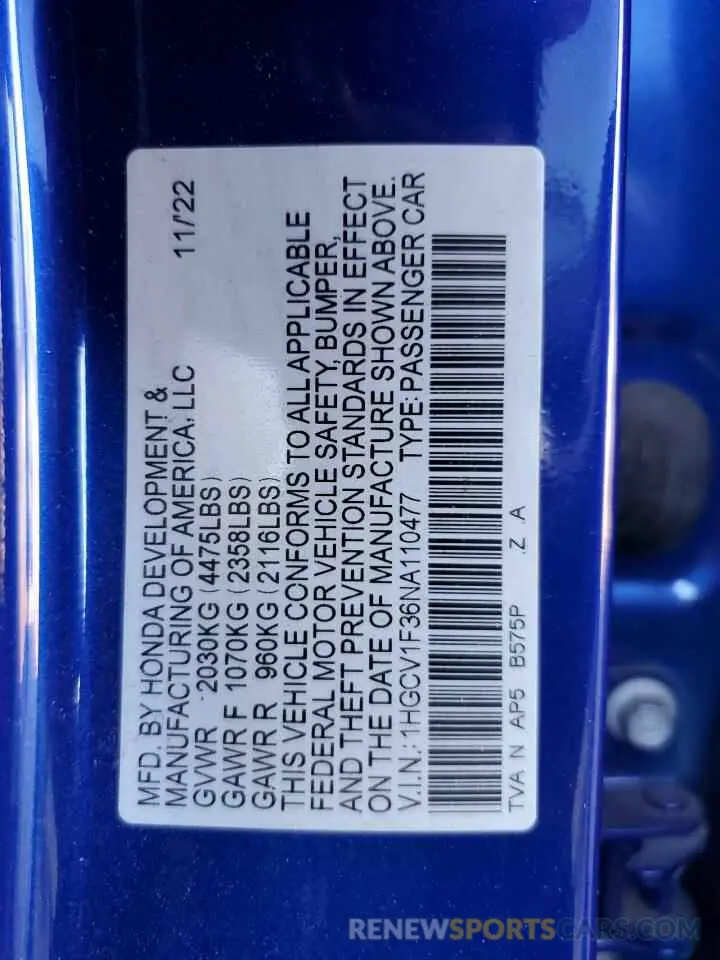 MFD. BY HONDA DEVELOPMENT &
MANUFACTURING OF AMERICA, LLC 11/'22
GVWR 2030KG (4475LBS)
GAWR F 1070KG (2358LBS)
GAWR R 960KG (2116LBS)
THIS VEHICLE CONFORMS TO ALL APPLICABLE
FEDERAL MOTOR VEHICLE SAFETY, BUMPER,
AND THEFT PREVENTION STANDARDS IN EFFECT
ON THE DATE OF MANUFACTURE SHOWN ABOVE.
V.I.N.: 1HGCV1F36NA110477 TYPE: PASSENGER CAR
TVA N AP5 B575P .Z A
RENEWSPORTSCARS.COM